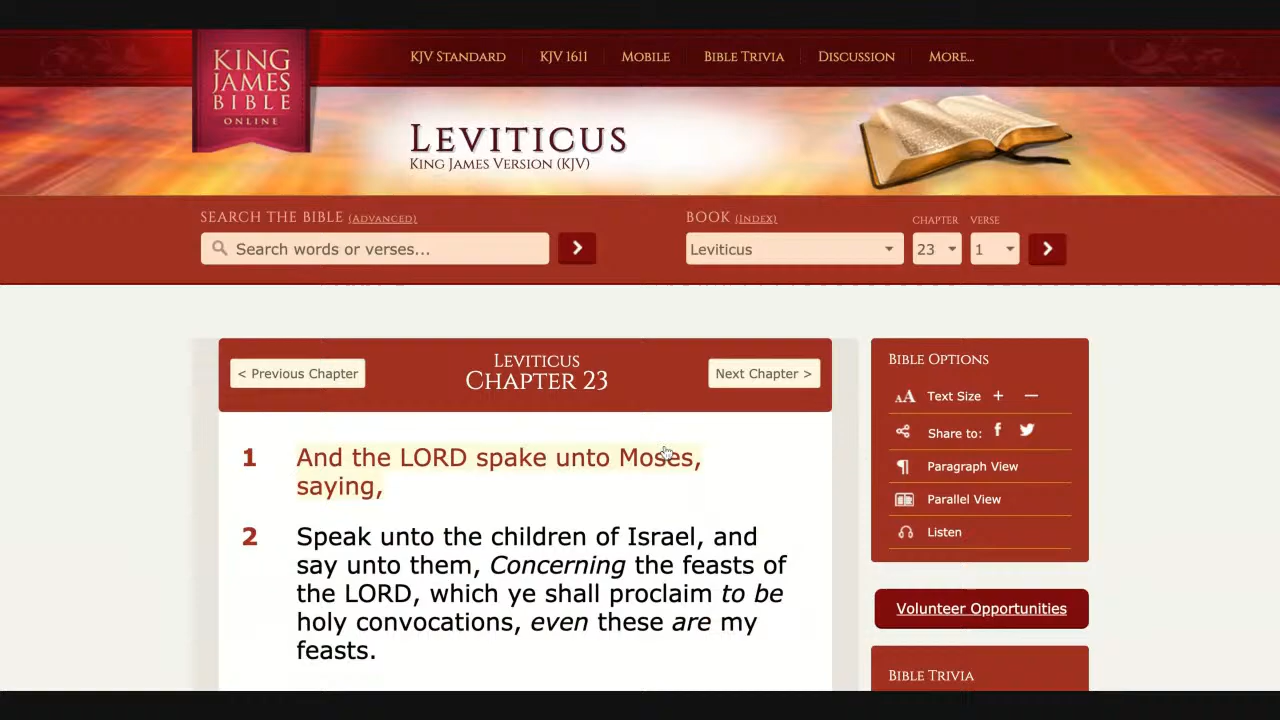 KING
JAMES
BIBLE
ONLINE
KJV STANDARD
KJV 1611
MOBILE
BIBLE TRIVIA
DISCUSSION
MORE...
LEVITICUS
KING JAMES VERSION (KJV)
SEARCH THE BIBLE (ADVANCED)
Search words or verses...
BOOK (INDEX)
CHAPTER
VERSE
Leviticus
23
1
< Previous Chapter
LEVITICUS
CHAPTER 23
Next Chapter >
1 And the LORD spake unto Moses,
saying,
2 Speak unto the children of Israel, and
say unto them, Concerning the feasts of
the LORD, which ye shall proclaim to be
holy convocations, even these are my
feasts.
BIBLE OPTIONS
AA Text Size + −
Share to: f
Paragraph View
Parallel View
Listen
Volunteer Opportunities
BIBLE TRIVIA